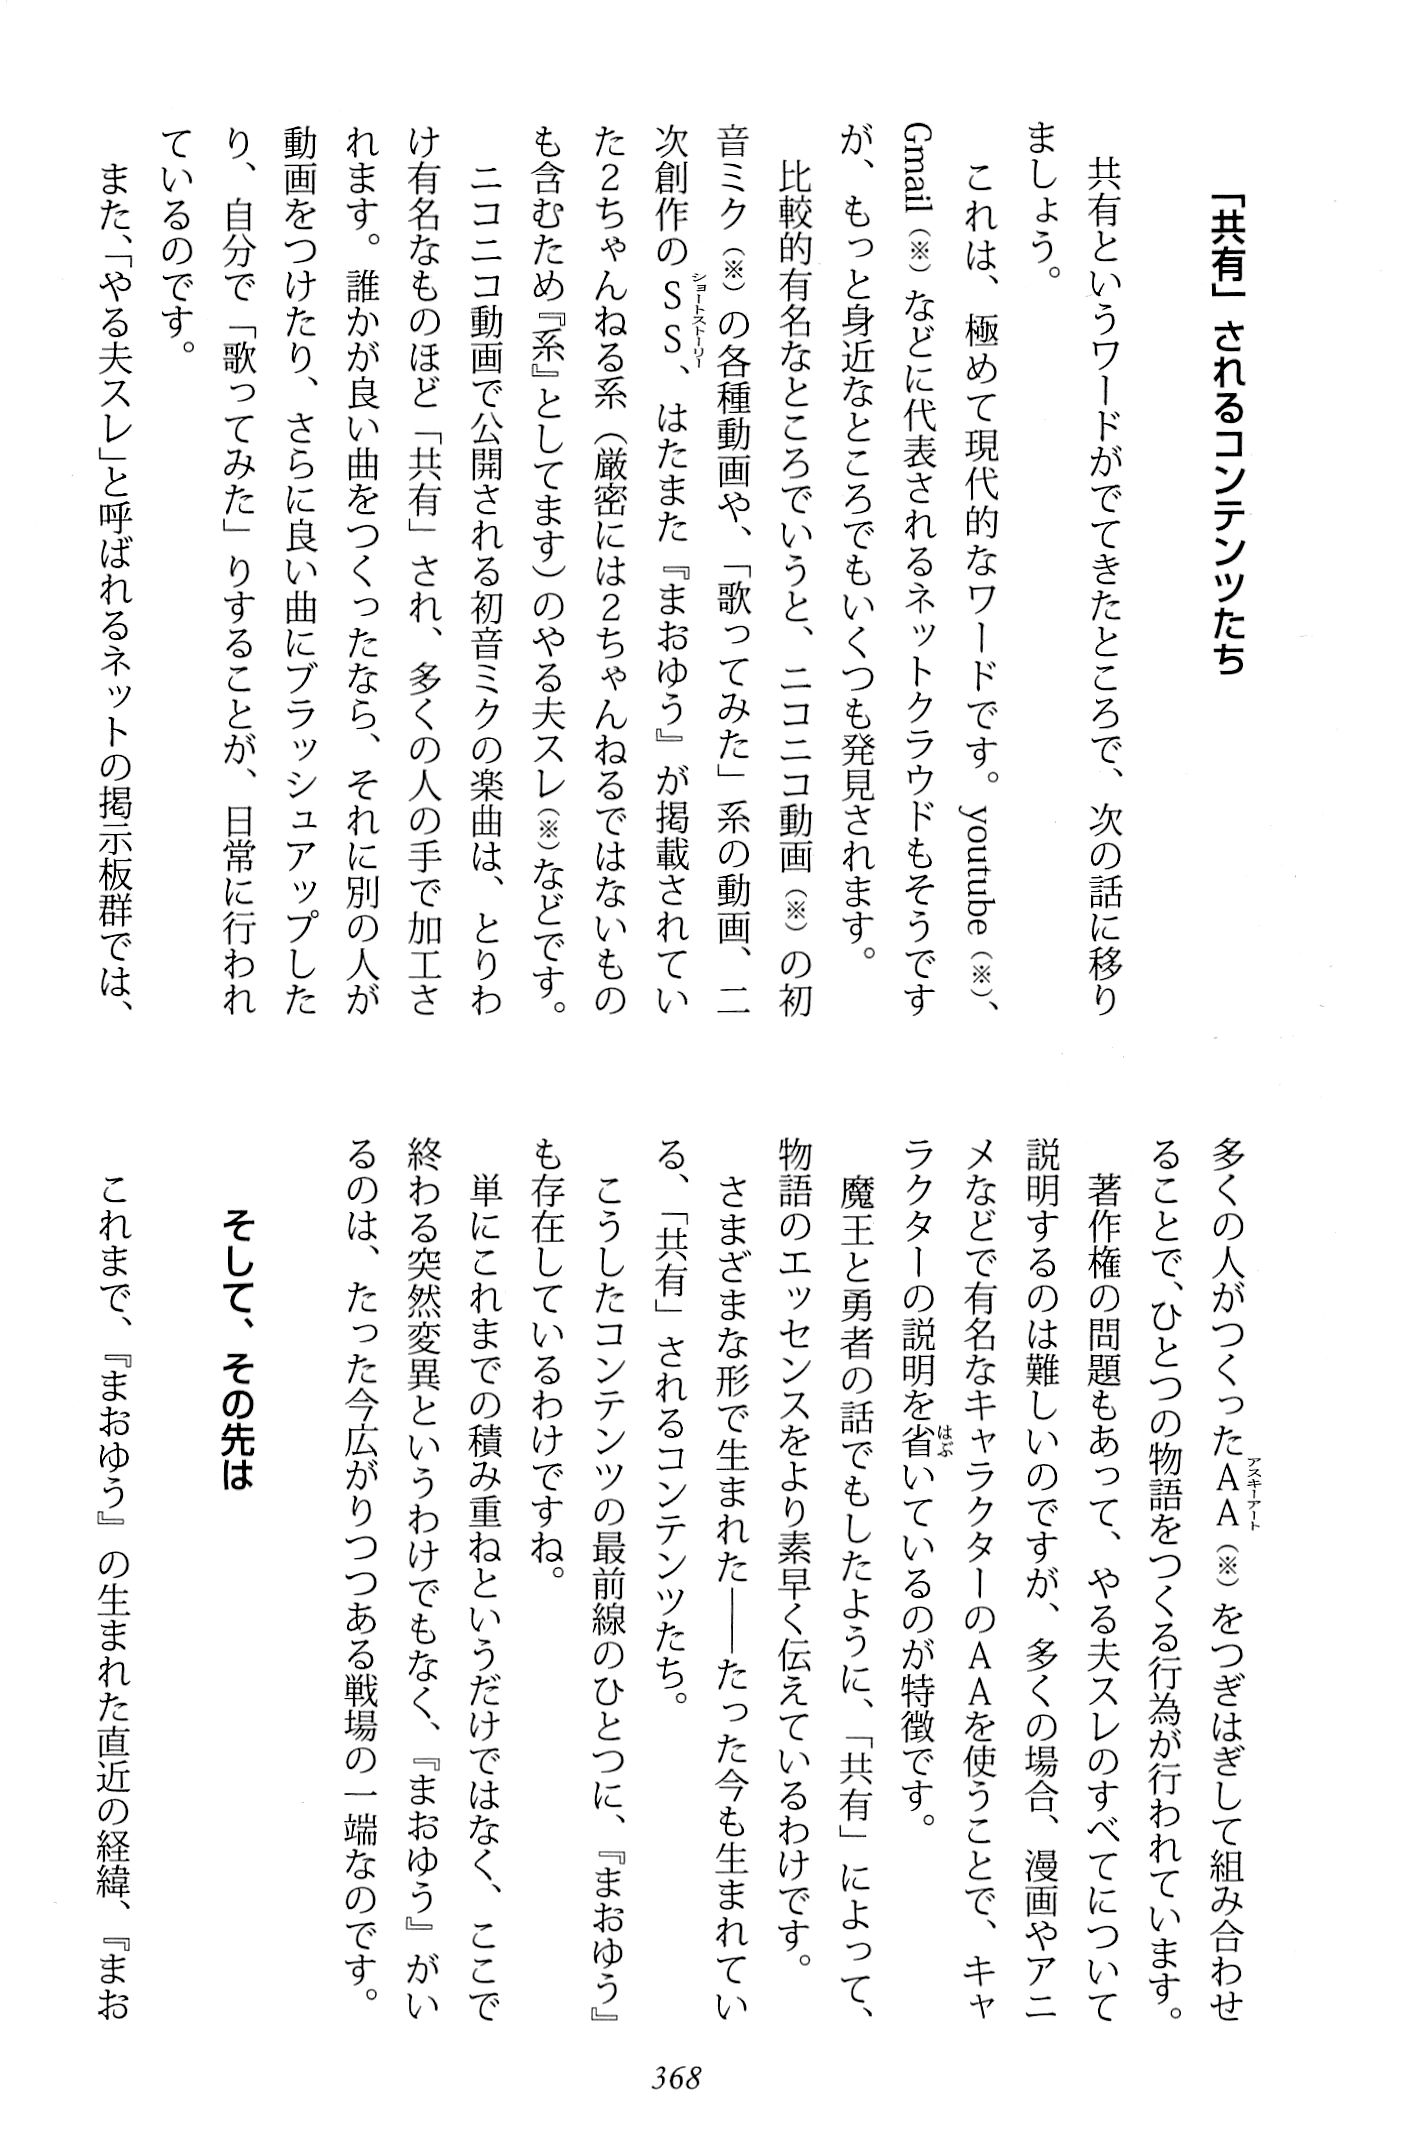 「共有」されるコンテンツたち
共有というワードがでてきたところで、次の話に移り
ましょう。
これは、極めて現代的なワードです。youtube（※）、
Gmail（※）などに代表されるネットクラウドもそうです
が、もっと身近なところでもいくつも発見されます。
比較的有名なところでいうと、ニコニコ動画（※）の初
音ミク（※）の各種動画や、「歌ってみた」系の動画、二
次創作のＳＳ、はたまた『まおゆう』が掲載されてい
ショートストーリー
た２ちゃんねる系（厳密には２ちゃんねるではないもの
も含むため『系』としてます）のやる夫スレ（※）などです。
ニコニコ動画で公開される初音ミクの楽曲は、とりわ
け有名なものほど「共有」され、多くの人の手で加工さ
れます。誰かが良い曲をつくったなら、それに別の人が
動画をつけたり、さらに良い曲にブラッシュアップした
り、自分で「歌ってみた」りすることが、日常に行われ
ているのです。
また、「やる夫スレ」と呼ばれるネットの掲示板群では、
多くの人がつくったＡＡ（※）をつぎはぎして組み合わせ
アスキーアート
ることで、ひとつの物語をつくる行為が行われています。
著作権の問題もあって、やる夫スレのすべてについて
説明するのは難しいのですが、多くの場合、漫画やアニ
メなどで有名なキャラクターのＡＡを使うことで、キャ
ラクターの説明を省いているのが特徴です。
はぶ
魔王と勇者の話でもしたように、「共有」によって、
物語のエッセンスをより素早く伝えているわけです。
さまざまな形で生まれた――たった今も生まれてい
る、「共有」されるコンテンツたち。
こうしたコンテンツの最前線のひとつに、『まおゆう』
も存在しているわけですね。
単にこれまでの積み重ねというだけではなく、ここで
終わる突然変異というわけでもなく、『まおゆう』がい
るのは、たった今広がりつつある戦場の一端なのです。
そして、その先は
これまで、『まおゆう』の生まれた直近の経緯、『まお
368